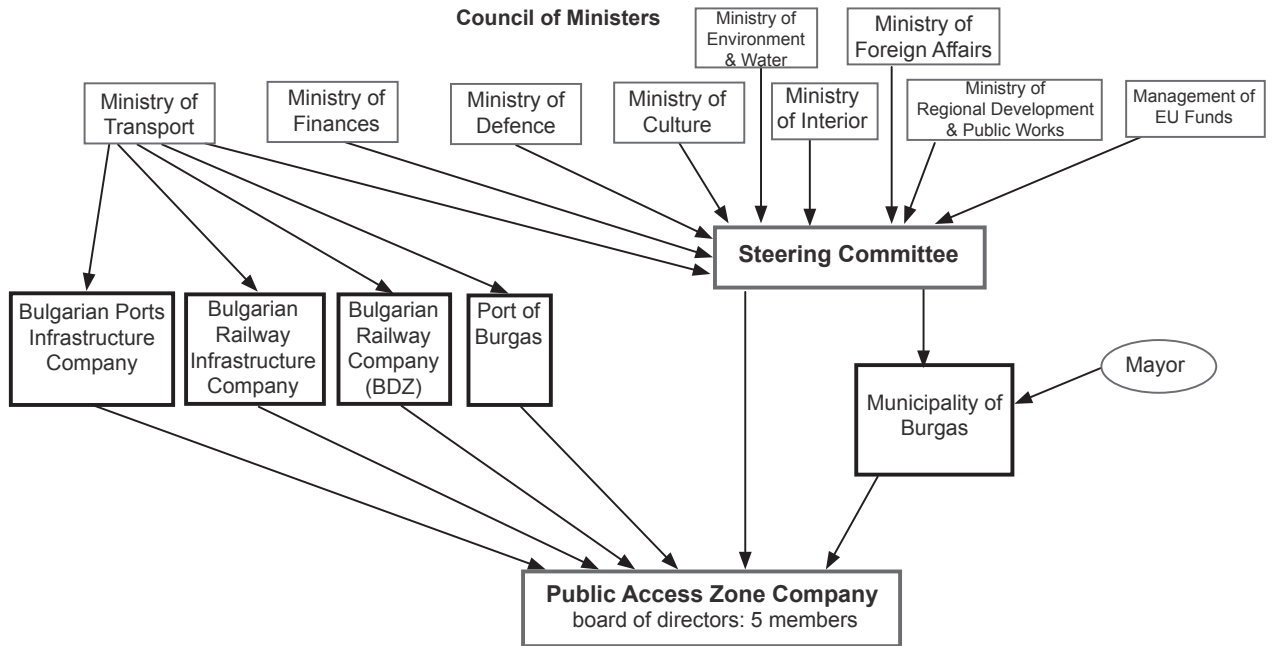 Council of Ministers
Ministry of
Environment
& Water
Ministry of
Foreign Affairs
Ministry of
Transport
Ministry of
Finances
Ministry of
Defence
Ministry of
Culture
Ministry
of Interior
Ministry of
Regional Development
& Public Works
Management of
EU Funds
Steering Committee
Bulgarian Ports
Infrastructure
Company
Bulgarian
Railway
Infrastructure
Company
Bulgarian
Railway
Company
(BDZ)
Port of
Burgas
Mayor
Municipality of
Burgas
Public Access Zone Company
board of directors: 5 members